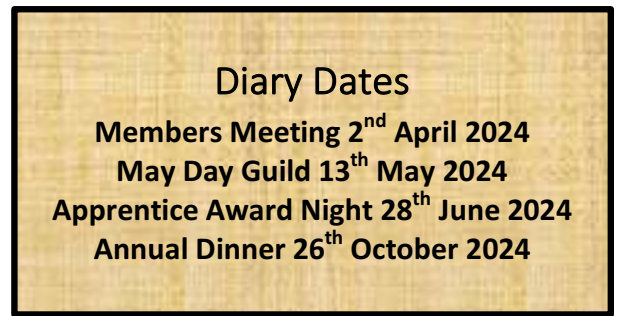 Diary Dates
Members Meeting 2nd April 2024
May Day Guild 13th May 2024
Apprentice Award Night 28th June 2024
Annual Dinner 26th October 2024